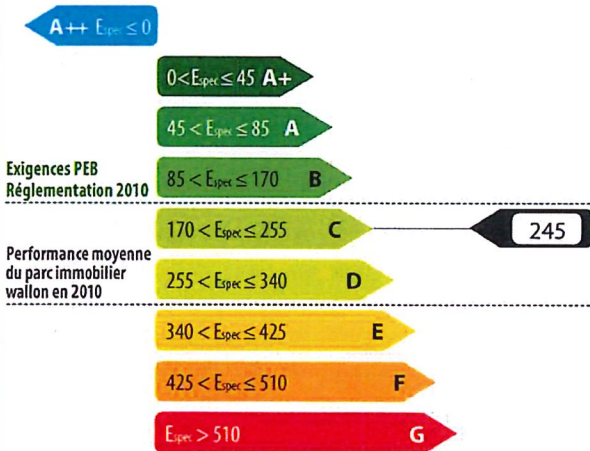 A++ Espec ≤ 0
0 < Espec ≤ 45 A+
45 < Espec ≤ 85 A
Exigences PEB
Réglementation 2010
85 < Espec ≤ 170 B
170 < Espec ≤ 255 C
245
Performance moyenne
du parc immobilier
wallon en 2010
255 < Espec ≤ 340 D
340 < Espec ≤ 425 E
425 < Espec ≤ 510 F
Espec > 510 G